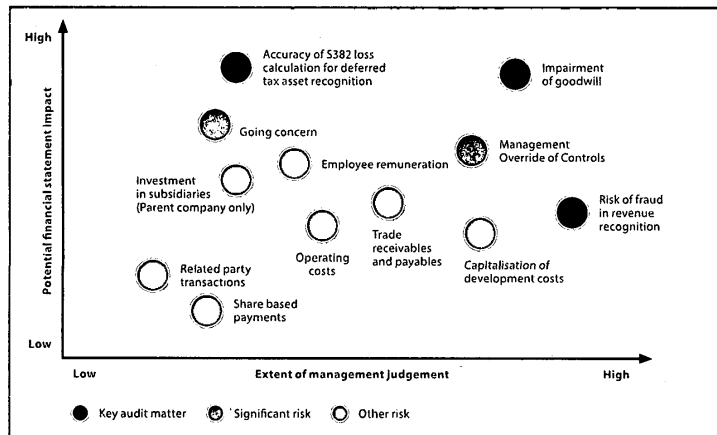 High
Potential financial statement impact
Low
Accuracy of S382 loss
calculation for deferred
tax asset recognition
Impairment
of goodwill
Going concern
Management
Override of Controls
Employee remuneration
Investment
in subsidiaries
(Parent company only)
Risk of fraud
in revenue
recognition
Operating
costs
Trade
receivables
and payables
Capitalisation of
development costs
Related party
transactions
Share based
payments
Low
Extent of management judgement
High
Key audit matter
Significant risk
Other risk